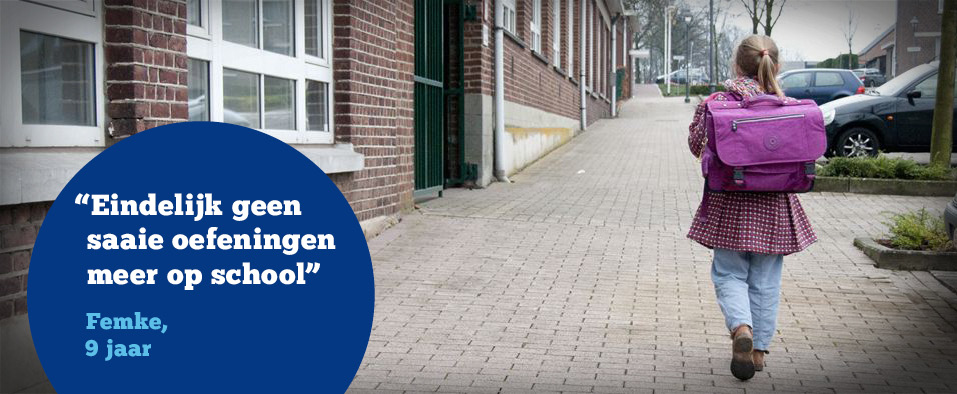 “Eindelijk geen
saaie oefeningen
meer op school”
Femke,
9 jaar